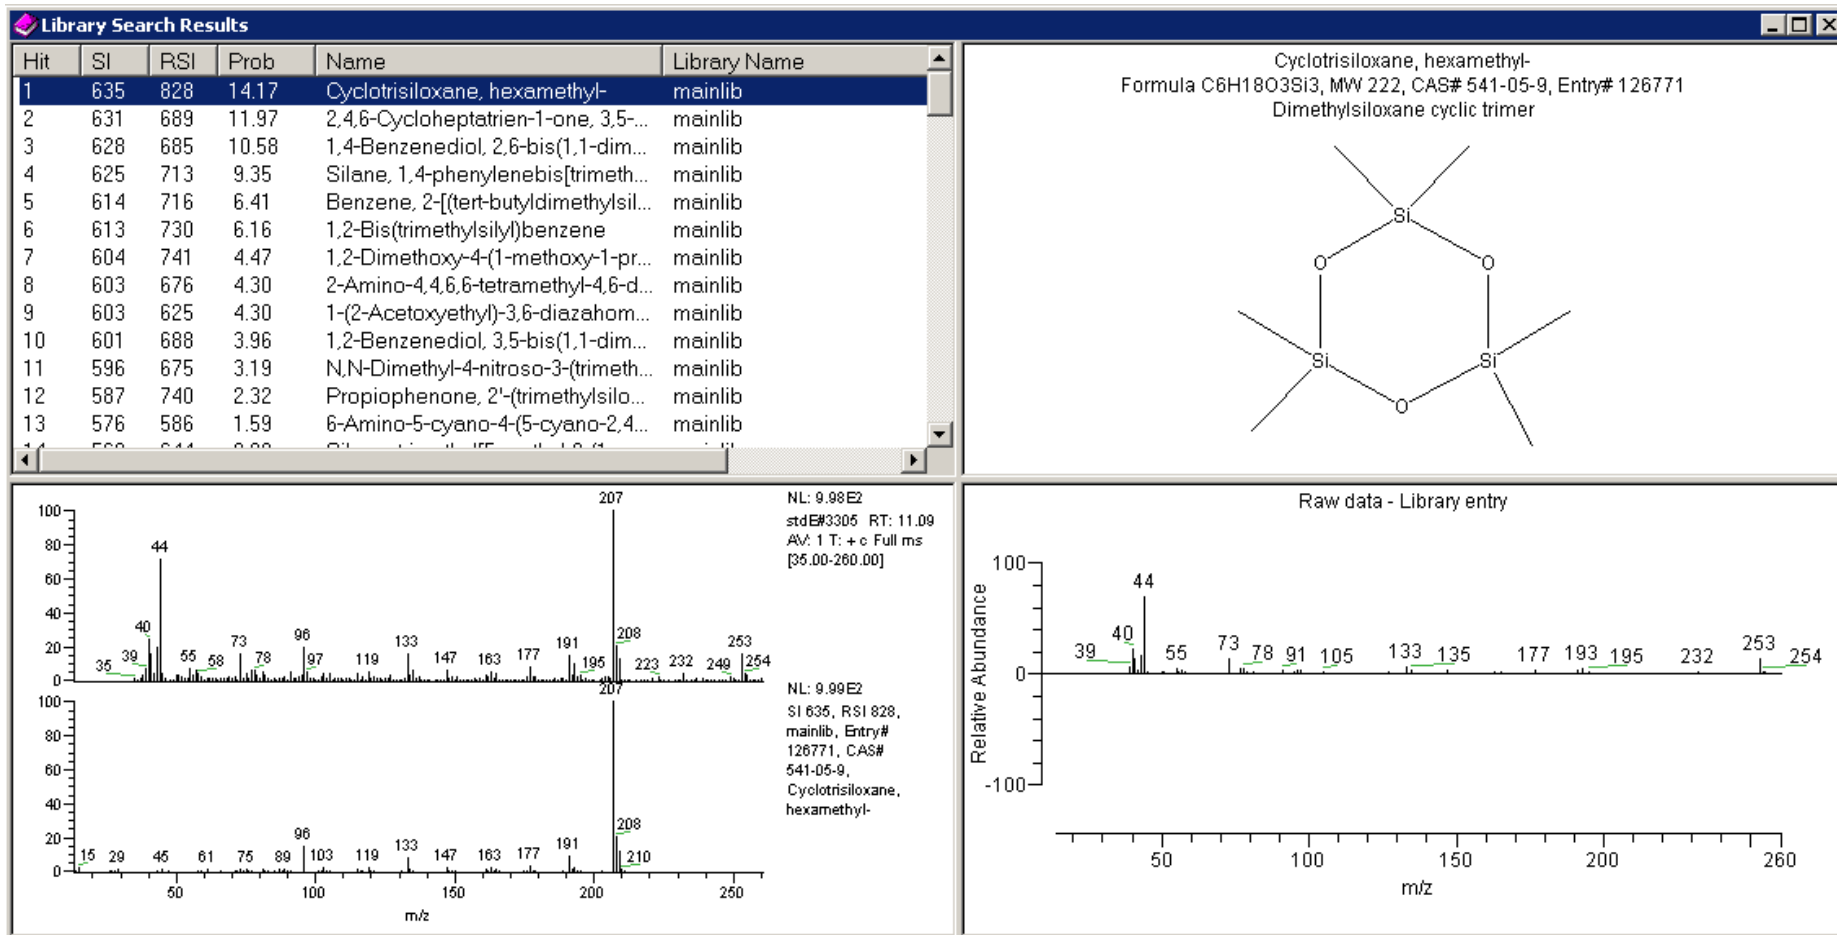 Library Search Results
Hit SI RSI Prob Name Library Name
1 635 828 14.17 Cyclotrisiloxane, hexamethyl- mainlib
2 631 689 11.97 2,4,6-Cycloheptatrien-1-one, 3,5-... mainlib
3 628 685 10.58 1,4-Benzenediol, 2,6-bis(1,1-dim... mainlib
4 625 713 9.35 Silane, 1,4-phenylenebis[trimeth... mainlib
5 614 716 6.41 Benzene, 2-[(tert-butyldimethylsil... mainlib
6 613 730 6.16 1,2-Bis(trimethylsilyl)benzene mainlib
7 604 741 4.47 1,2-Dimethoxy-4-(1-methoxy-1-pr... mainlib
8 603 676 4.30 2-Amino-4,4,6,6-tetramethyl-4,6-d... mainlib
9 603 625 4.30 1-(2-Acetoxyethyl)-3,6-diazahom... mainlib
10 601 688 3.96 1,2-Benzenediol, 3,5-bis(1,1-dim... mainlib
11 596 675 3.19 N,N-Dimethyl-4-nitroso-3-(trimeth... mainlib
12 587 740 2.32 Propiophenone, 2'-(trimethylsilo... mainlib
13 576 586 1.59 6-Amino-5-cyano-4-(5-cyano-2,4... mainlib
Cyclotrisiloxane, hexamethyl-
Formula C6H18O3Si3, MW 222, CAS# 541-05-9, Entry# 126771
Dimethylsiloxane cyclic trimer
Si
O O
Si Si
O
207
100
80
60
40
20
0
44
40
39
35
55
58
73
78
96
97
119
133
147
163
177
191
195
208
223
232
249
253
254
NL: 9.98E2
stdE#3305 RT: 11.09
AV: 1 T: + c Full ms
[35.00-260.00]
207
100
80
60
40
20
0
15
29
45
61
75
89
96
103
119
133
147
163
177
191
208
210
50 100 150 200 250
m/z
NL: 9.99E2
SI 635, RSI 828,
mainlib, Entry#
126771, CAS#
541-05-9,
Cyclotrisiloxane,
hexamethyl-
Raw data - Library entry
Relative Abundance
100
0
-100
39
40
44
55
73
78
91
105
133
135
177
193
195
232
253
254
50 100 150 200 260
m/z